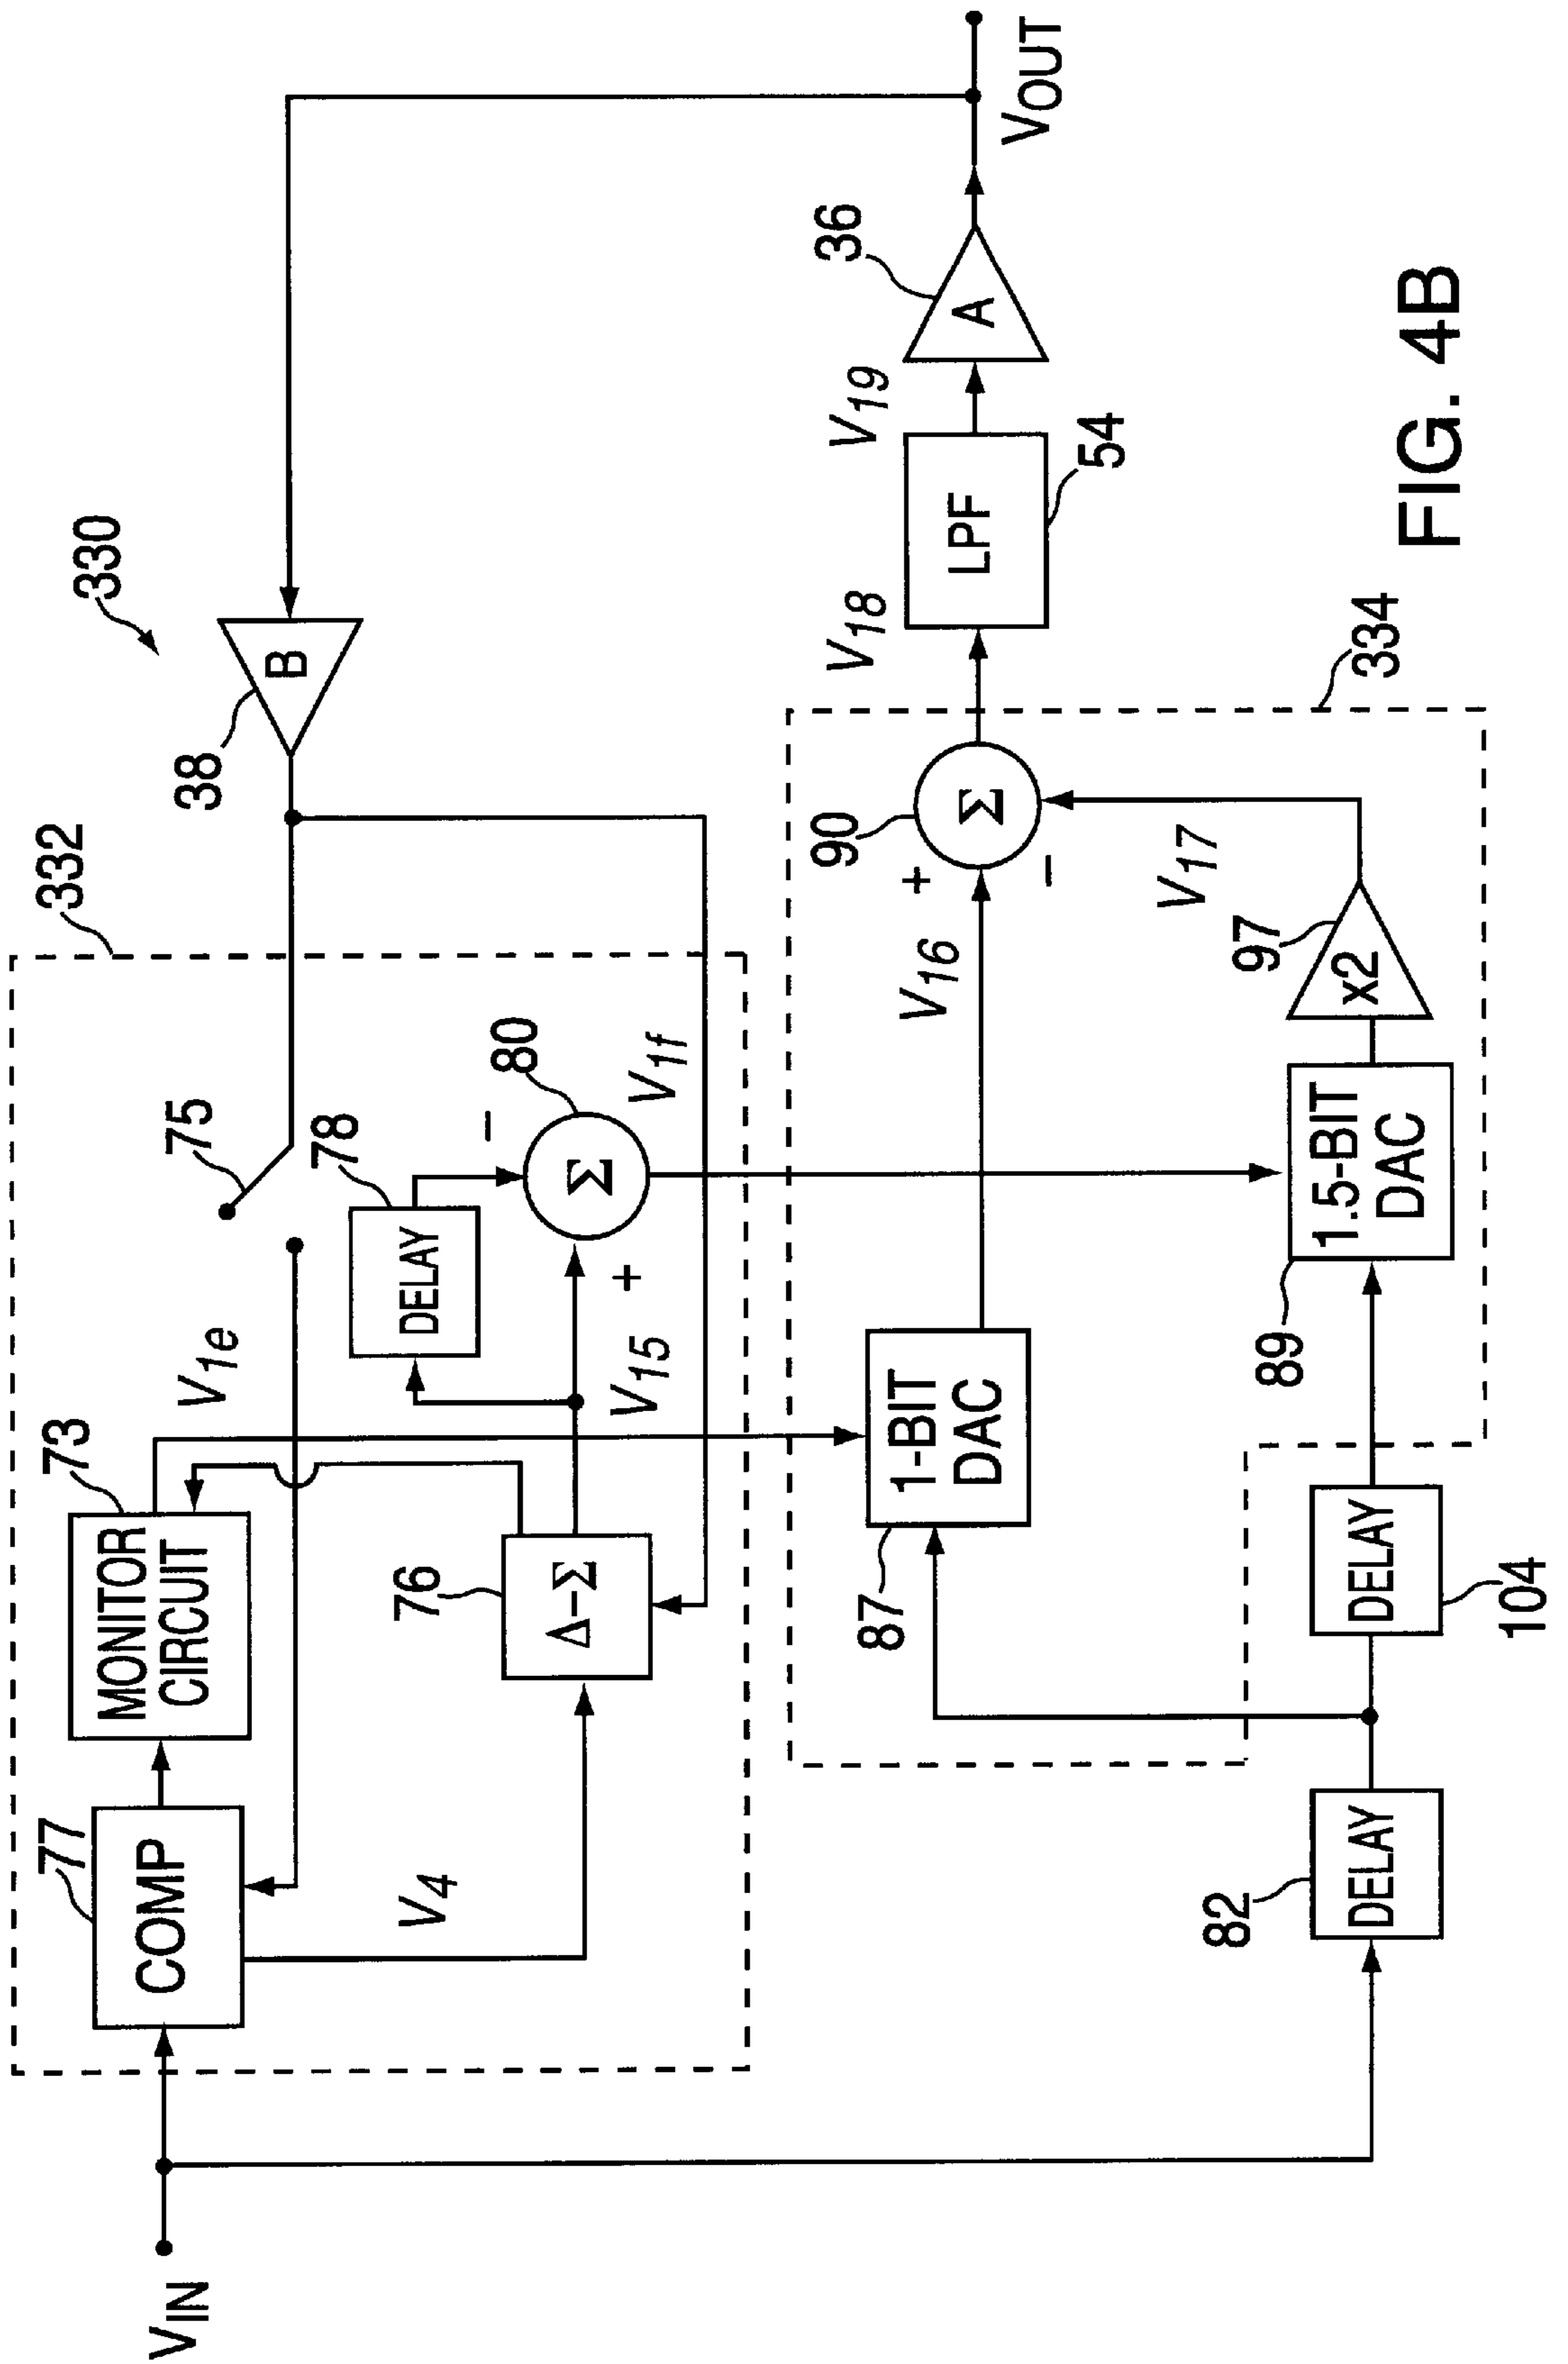 330
332
73
MONITOR
CIRCUIT
77
COMP
V1e
75
38
B
78
DELAY
80
Σ
−
+
V15
V1f
76
Δ−Σ
V4
VIN
VOUT
36
A
V19
LPF
54
V18
334
90
Σ
+
−
V16
V17
97
x2
1-BIT
DAC
87
1.5-BIT
DAC
89
DELAY
104
DELAY
82
FIG. 4B